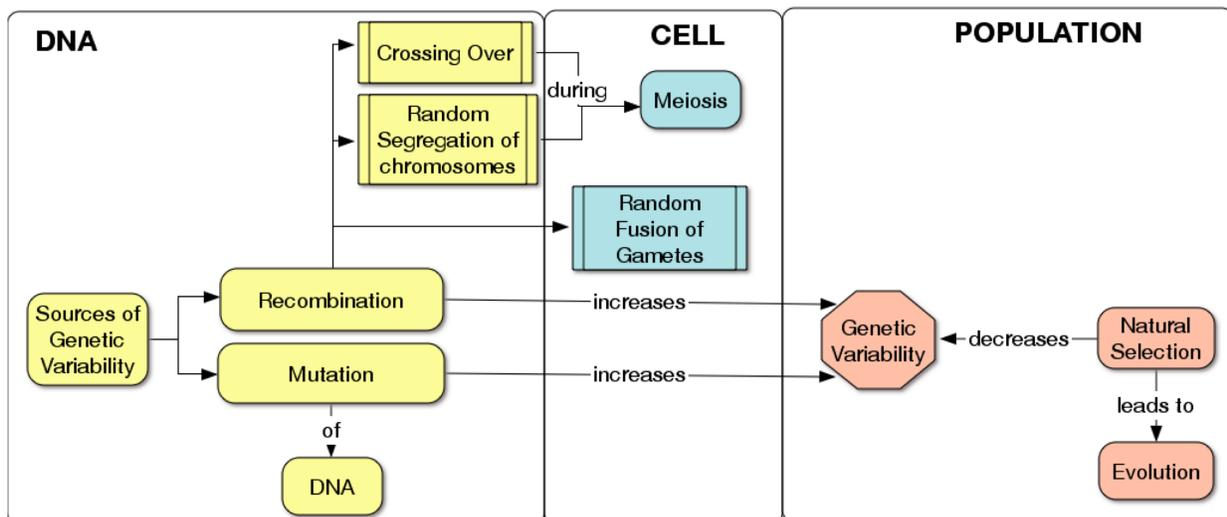 DNA
CELL
POPULATION
Crossing Over
during
Meiosis
Random
Segregation of
chromosomes
Random
Fusion of
Gametes
Sources of
Genetic
Variability
Recombination
increases
Mutation
increases
of
DNA
Genetic
Variability
decreases
Natural
Selection
leads to
Evolution